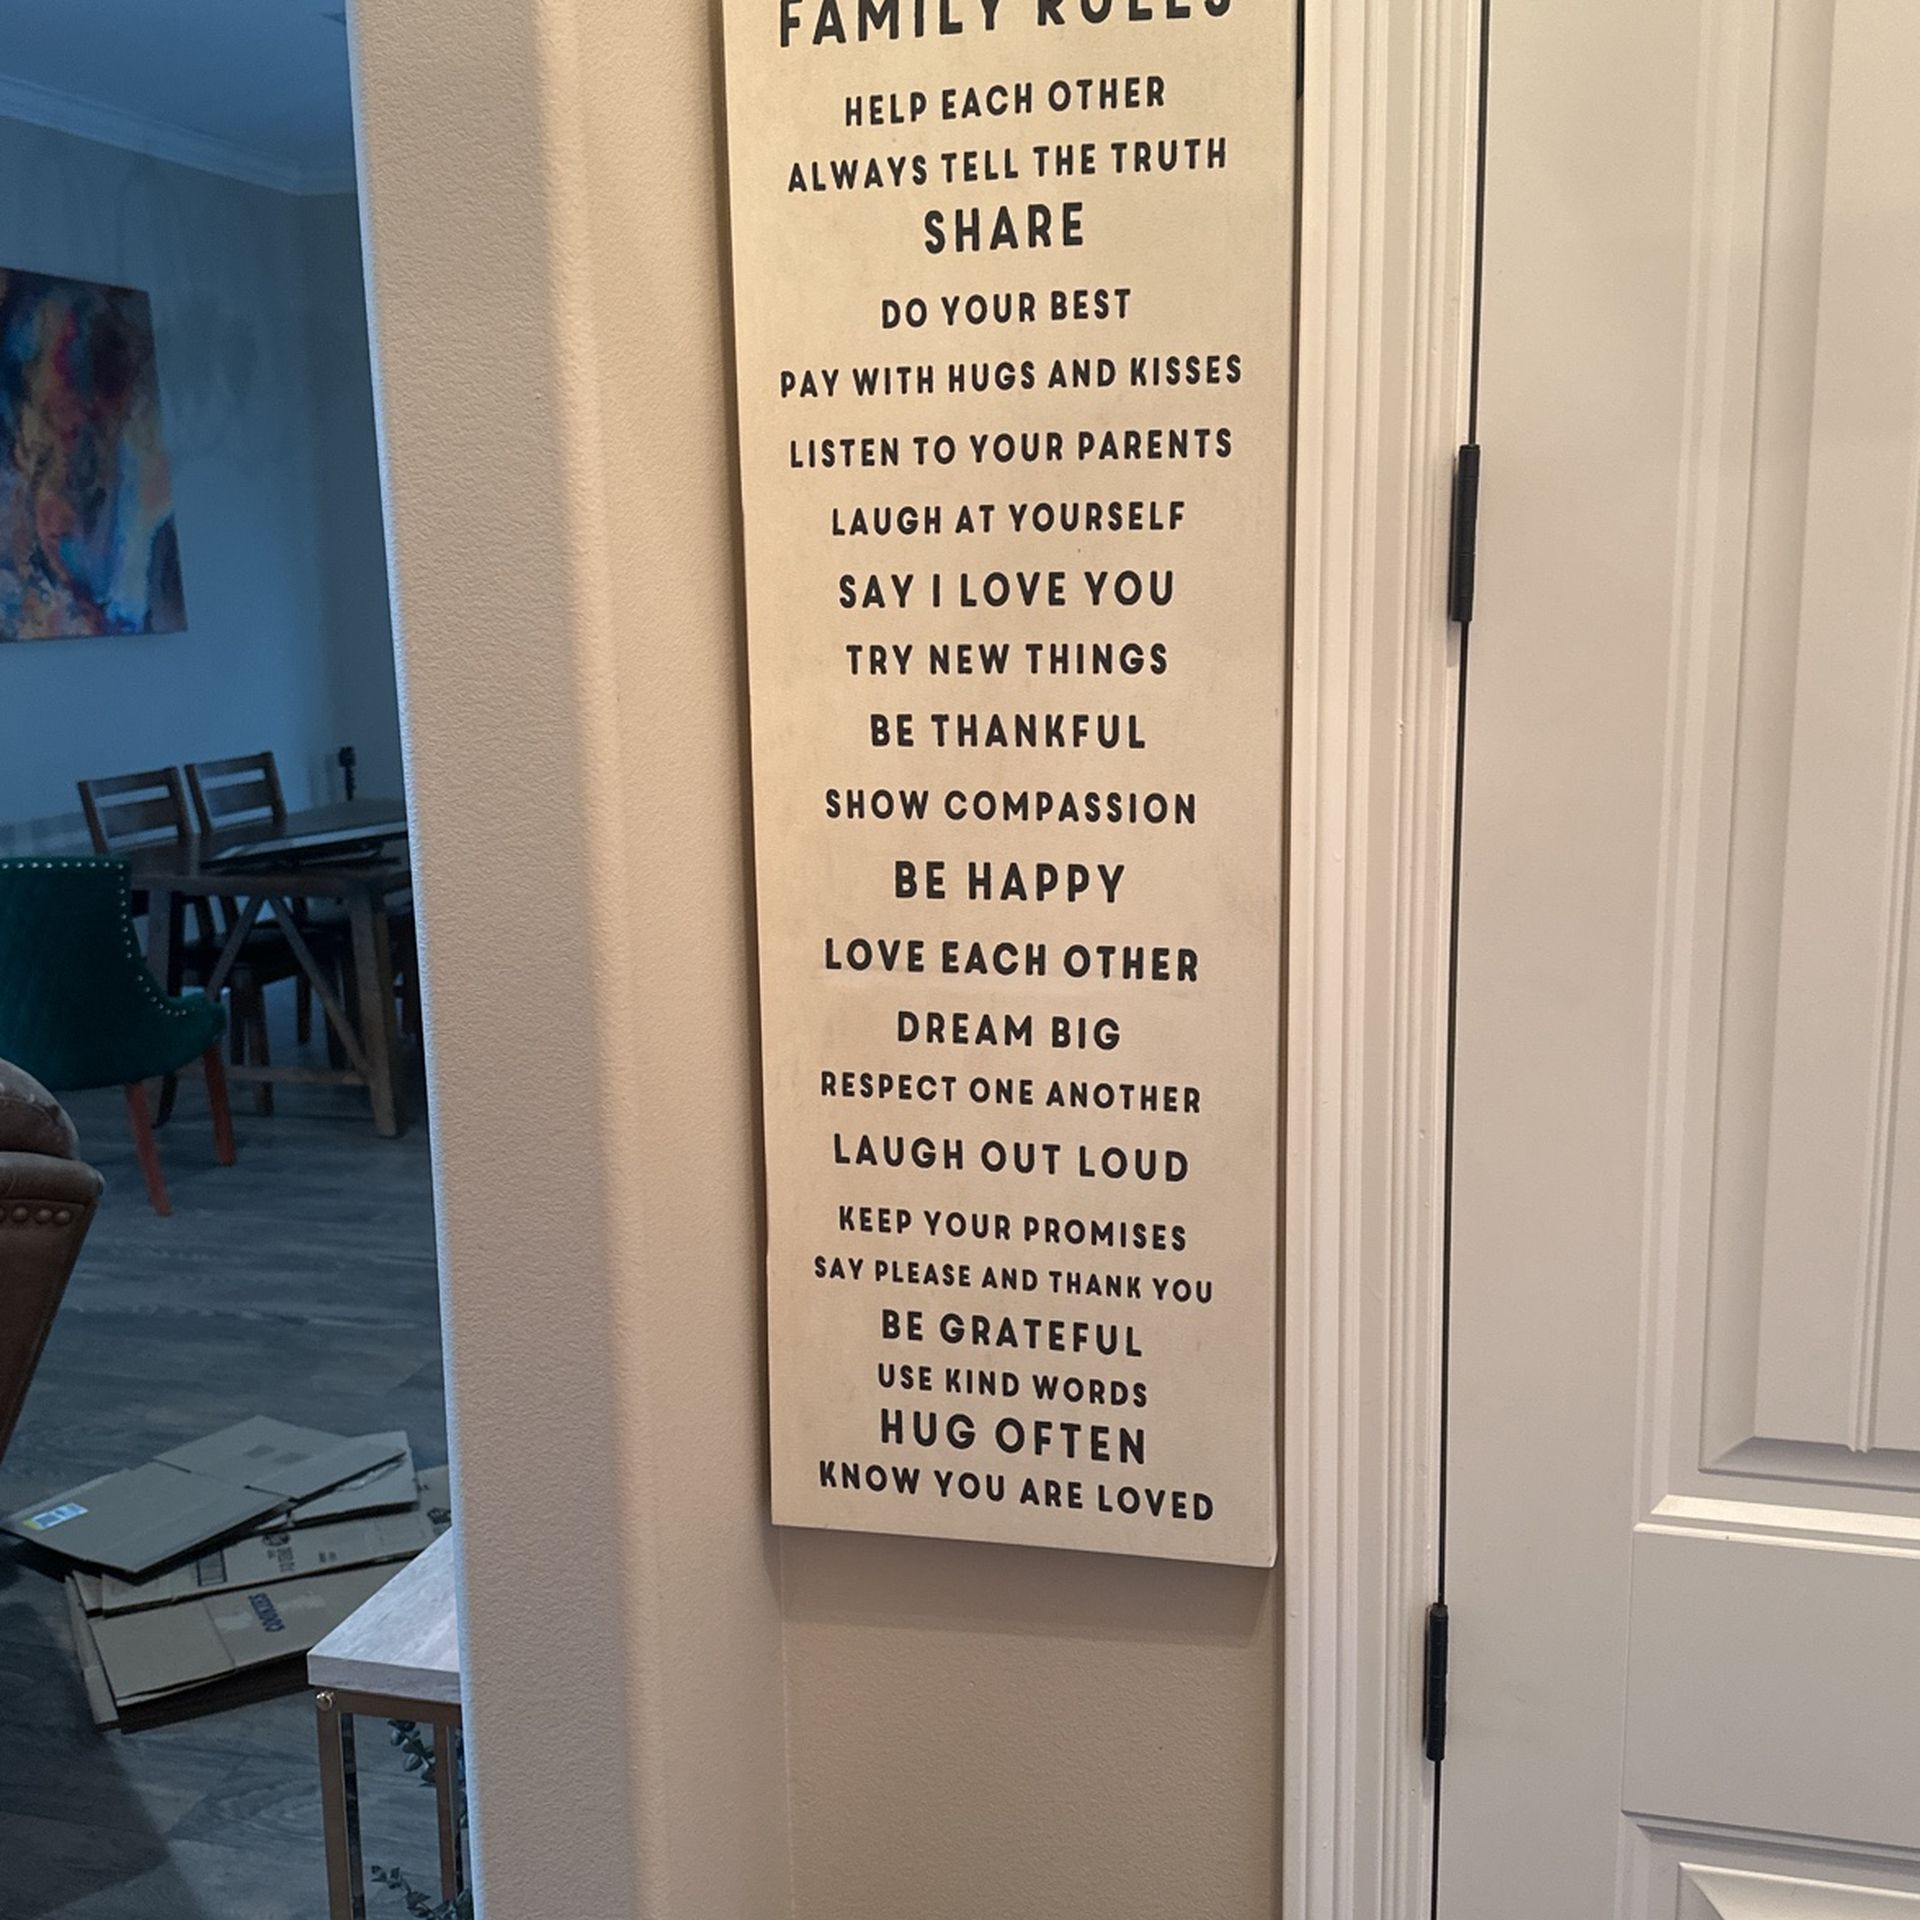 FAMILY RULES
HELP EACH OTHER
ALWAYS TELL THE TRUTH
SHARE
DO YOUR BEST
PAY WITH HUGS AND KISSES
LISTEN TO YOUR PARENTS
LAUGH AT YOURSELF
SAY I LOVE YOU
TRY NEW THINGS
BE THANKFUL
SHOW COMPASSION
BE HAPPY
LOVE EACH OTHER
DREAM BIG
RESPECT ONE ANOTHER
LAUGH OUT LOUD
KEEP YOUR PROMISES
SAY PLEASE AND THANK YOU
BE GRATEFUL
USE KIND WORDS
HUG OFTEN
KNOW YOU ARE LOVED